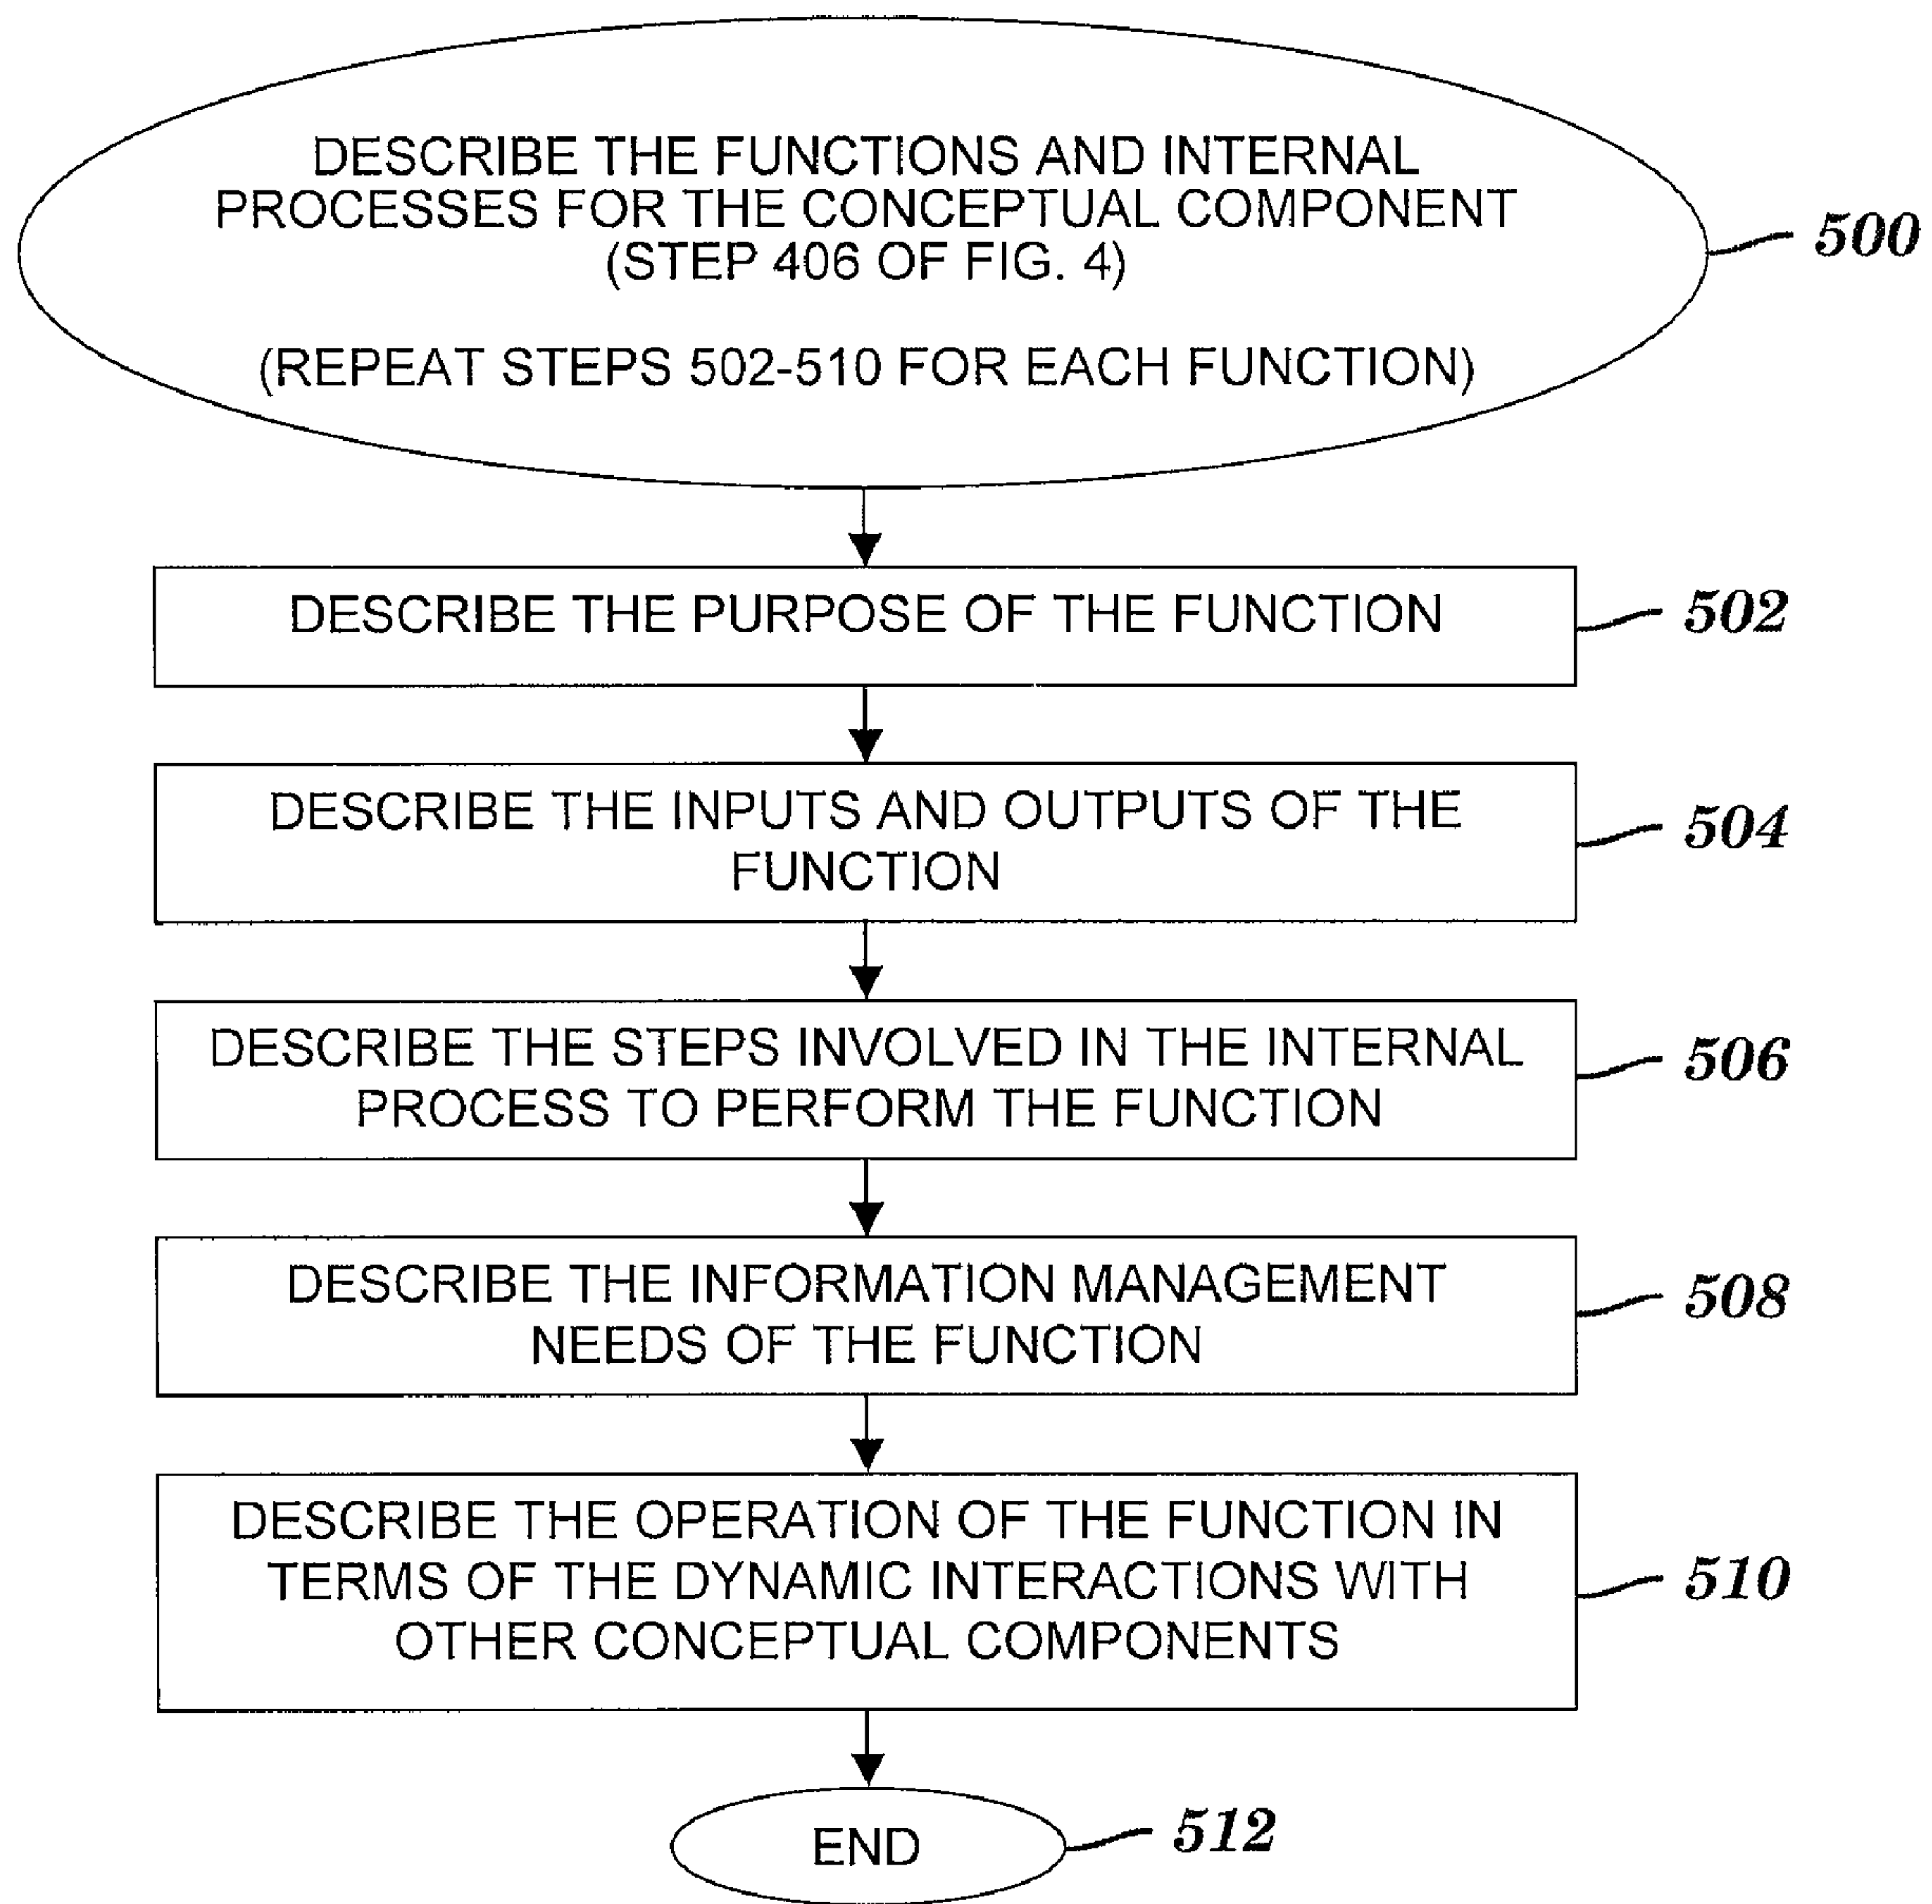 DESCRIBE THE FUNCTIONS AND INTERNAL
PROCESSES FOR THE CONCEPTUAL COMPONENT
(STEP 406 OF FIG. 4)
(REPEAT STEPS 502-510 FOR EACH FUNCTION)
500
DESCRIBE THE PURPOSE OF THE FUNCTION
502
DESCRIBE THE INPUTS AND OUTPUTS OF THE
FUNCTION
504
DESCRIBE THE STEPS INVOLVED IN THE INTERNAL
PROCESS TO PERFORM THE FUNCTION
506
DESCRIBE THE INFORMATION MANAGEMENT
NEEDS OF THE FUNCTION
508
DESCRIBE THE OPERATION OF THE FUNCTION IN
TERMS OF THE DYNAMIC INTERACTIONS WITH
OTHER CONCEPTUAL COMPONENTS
510
END
512